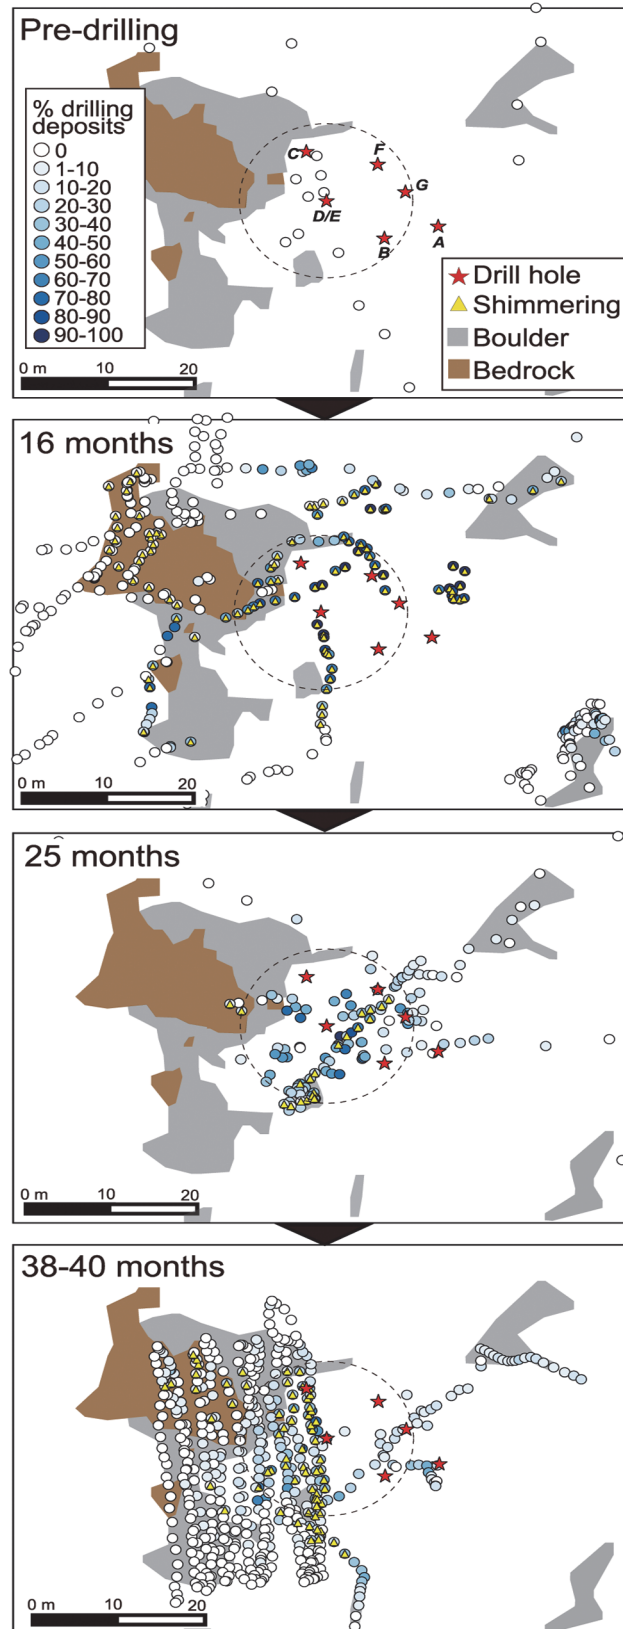 Pre-drilling
% drilling
deposits
0
1-10
10-20
20-30
30-40
40-50
50-60
60-70
70-80
80-90
90-100
C
F
G
D/E
B
A
Drill hole
Shimmering
Boulder
Bedrock
0 m 10 20
16 months
0 m 10 20
25 months
0 m 10 20
38-40 months
0 m 10 20